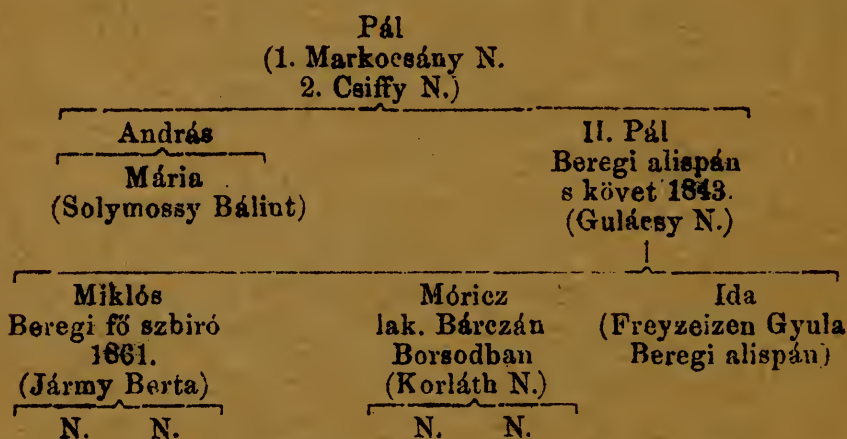 Pál
(1. Markocsány N.
2. Csiffy N.)
András
II. Pál
Mária
Beregi alispán
(Solymossy Bálint)
s követ 1843.
(Gulácsy N.)
Miklós
Móricz
Ida
Beregi fő szbiró
lak. Bárczán
(Freyzeizen Gyula
1861.
Borsodban
Beregi alispán)
(Jármy Berta)
(Korláth N.)
N. N.
N. N.